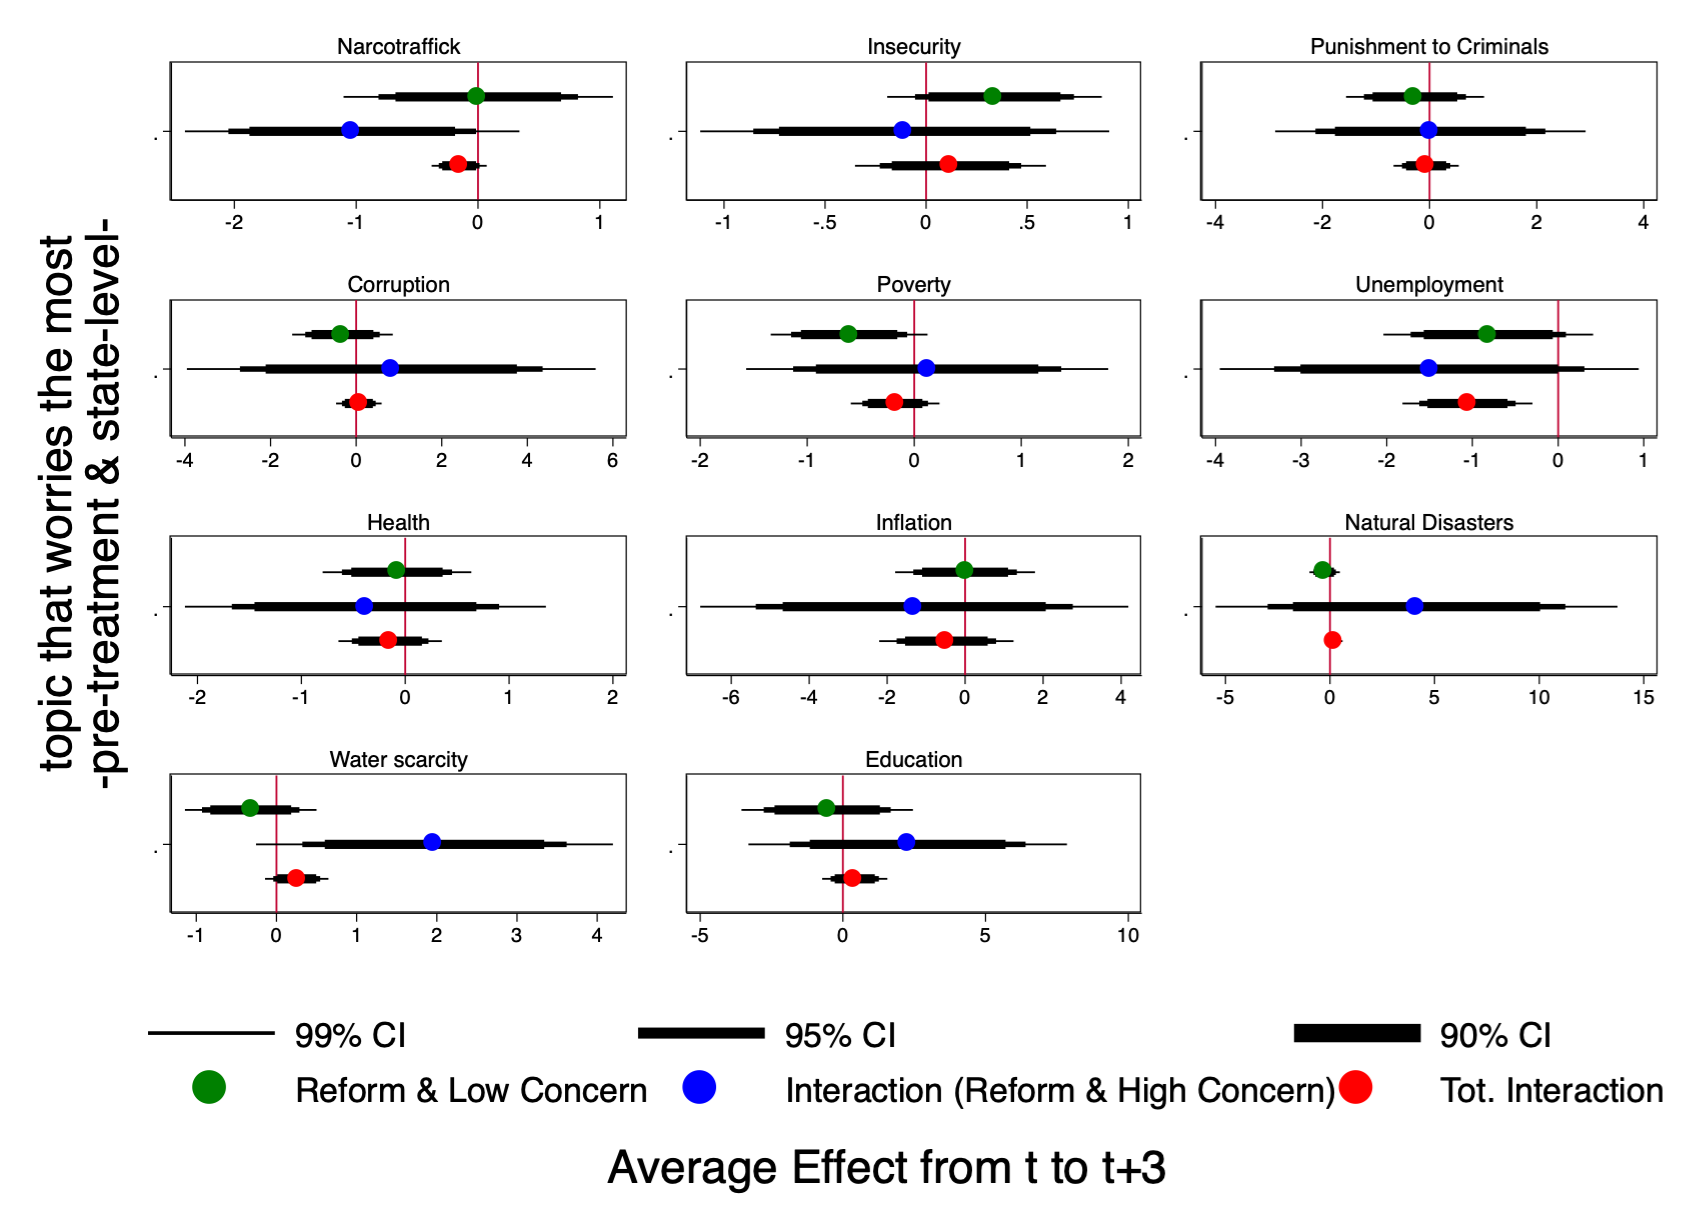 topic that worries the most
-pre-treatment & state-level-
Narcotraffick
.
-2 -1 0 1
Insecurity
.
-1 -.5 0 .5 1
Punishment to Criminals
.
-4 -2 0 2 4
Corruption
.
-4 -2 0 2 4 6
Poverty
.
-2 -1 0 1 2
Unemployment
.
-4 -3 -2 -1 0 1
Health
.
-2 -1 0 1 2
Inflation
.
-6 -4 -2 0 2 4
Natural Disasters
.
-5 0 5 10 15
Water scarcity
.
-1 0 1 2 3 4
Education
.
-5 0 5 10
99% CI 95% CI 90% CI
Reform & Low Concern Interaction (Reform & High Concern) Tot. Interaction
Average Effect from t to t+3